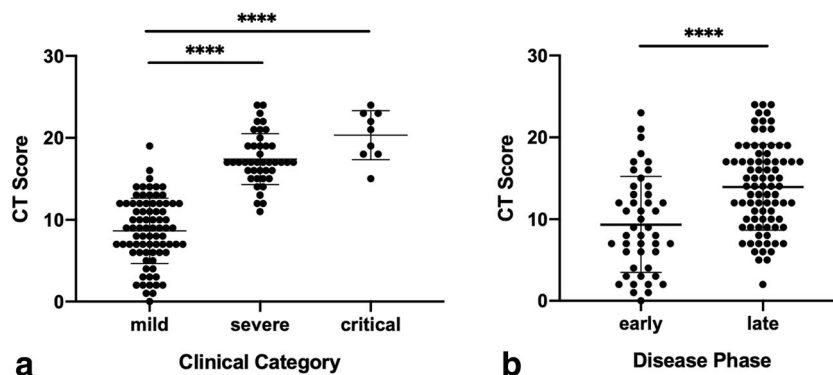 ****
****
30
20
10
0
CT Score
mild severe critical
a Clinical Category
****
30
20
10
0
CT Score
early late
b Disease Phase